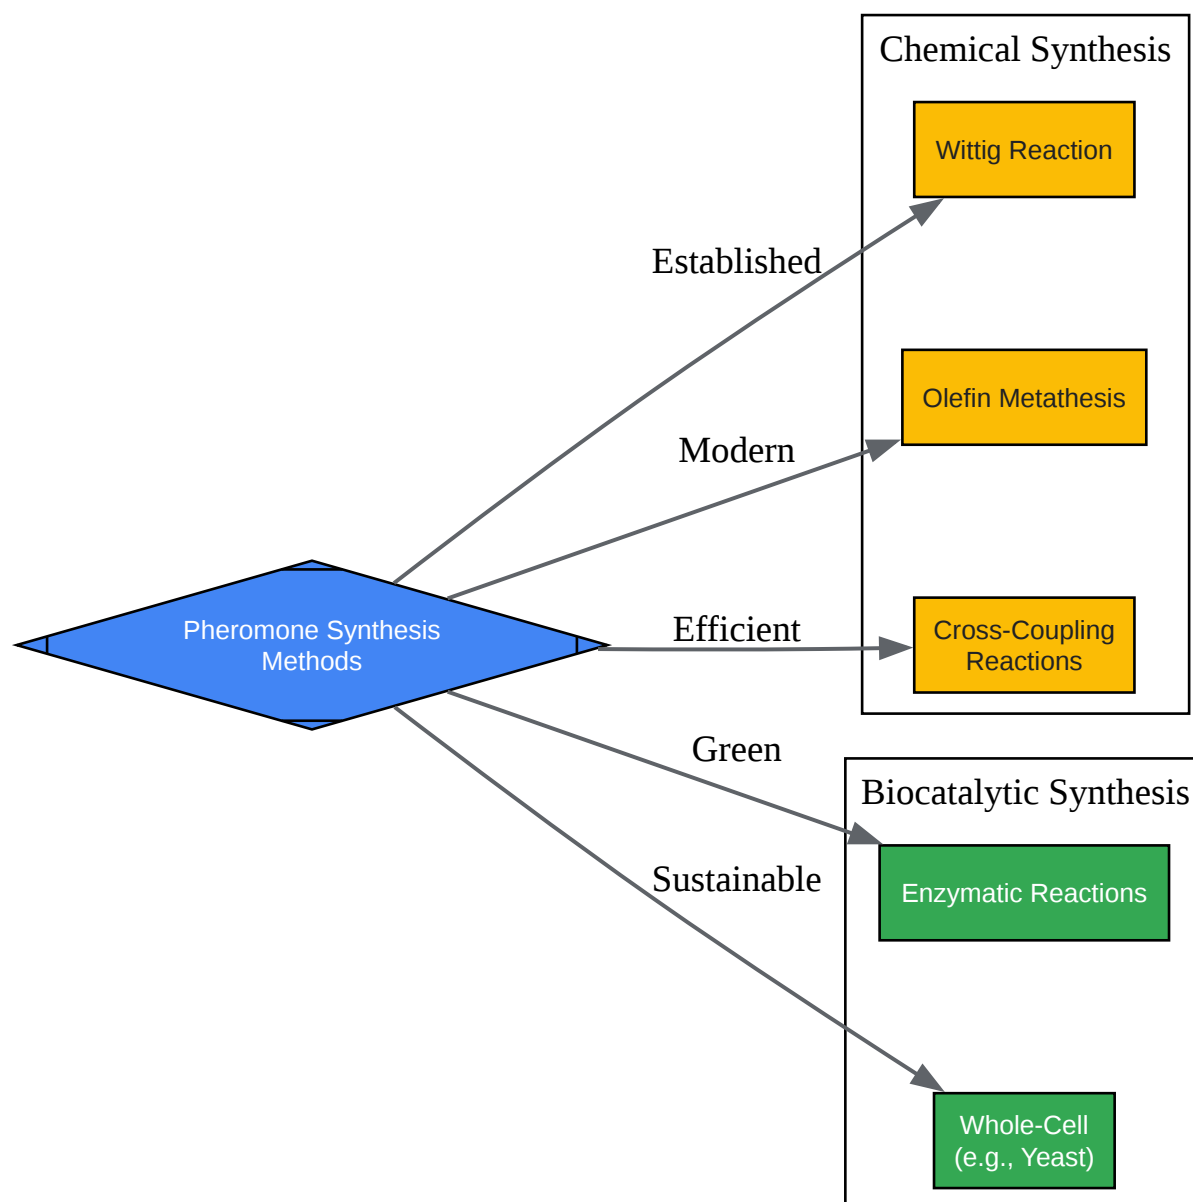 Chemical Synthesis
Wittig Reaction
Established
Olefin Metathesis
Modern
Pheromone Synthesis
Methods
Efficient
Cross-Coupling
Reactions
Green
Biocatalytic Synthesis
Enzymatic Reactions
Sustainable
Whole-Cell
(e.g., Yeast)